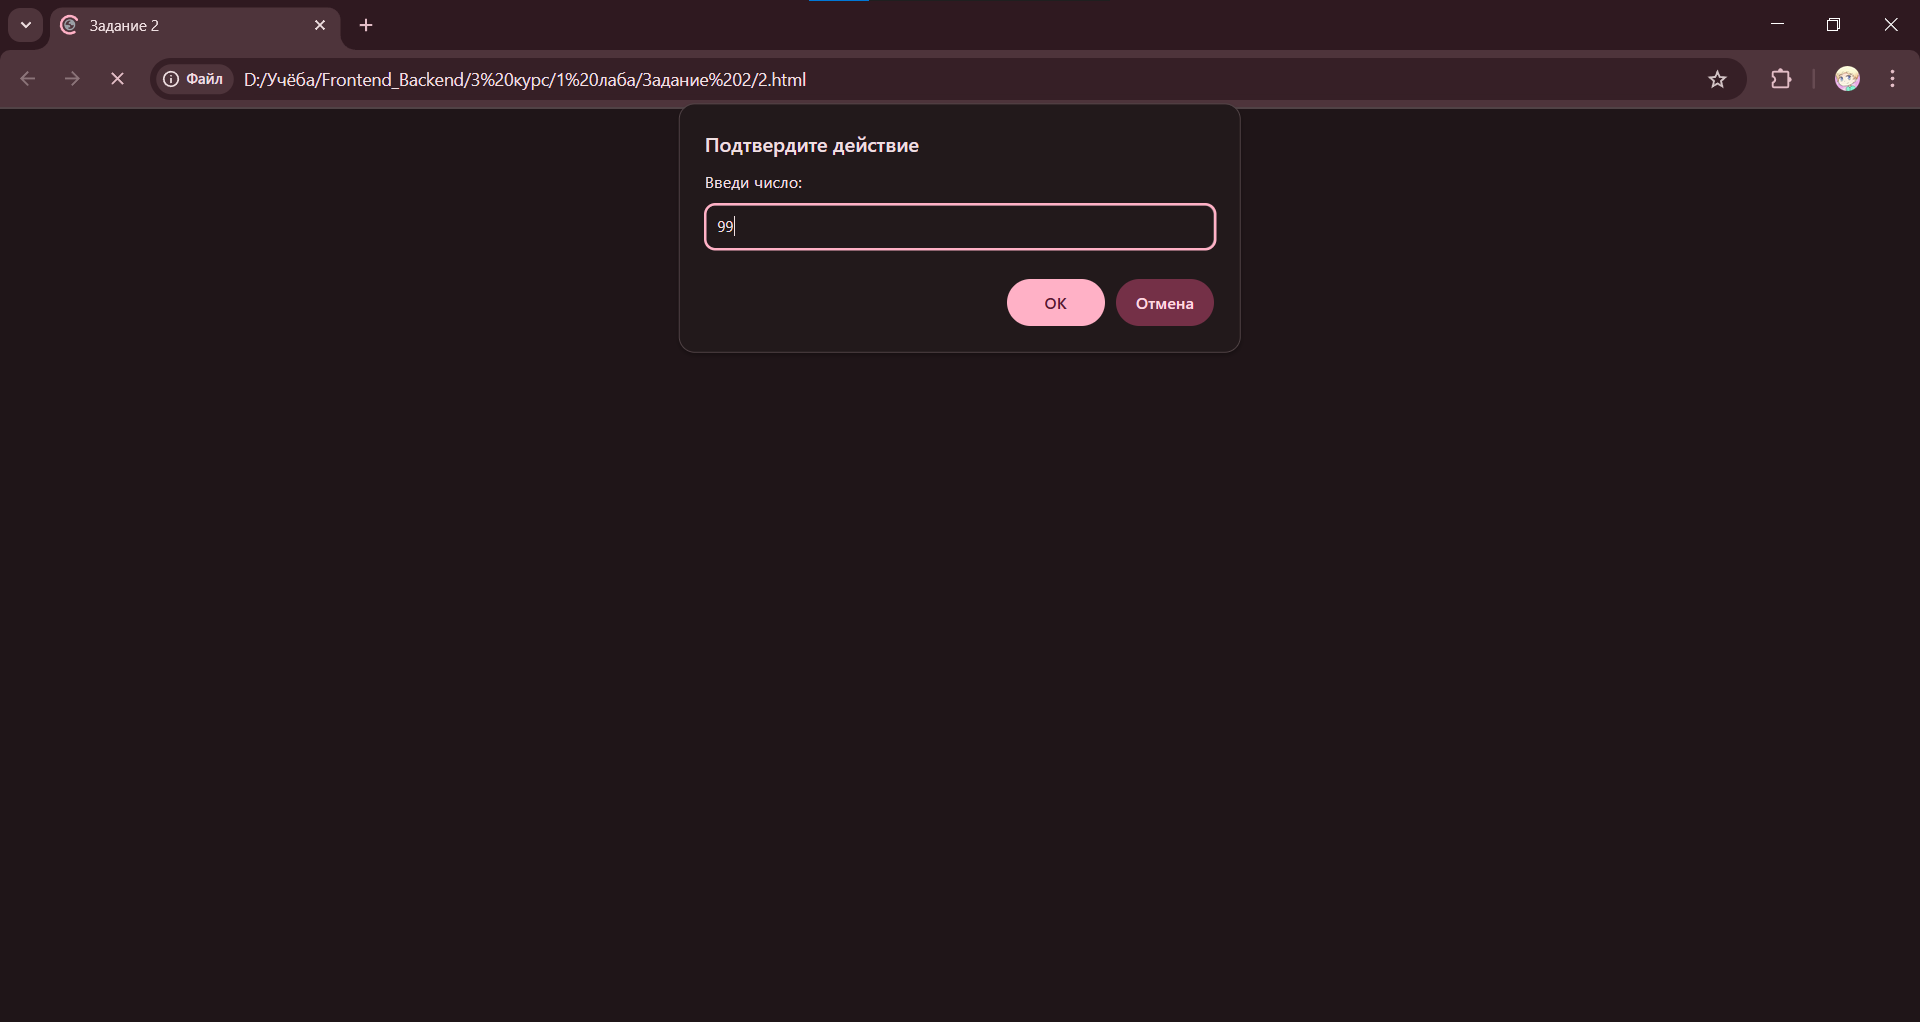 Задание 2
Файл D:/Учёба/Frontend_Backend/3%20курс/1%20лаба/Задание%202/2.html
Подтвердите действие
Введи число:
99
ОК Отмена